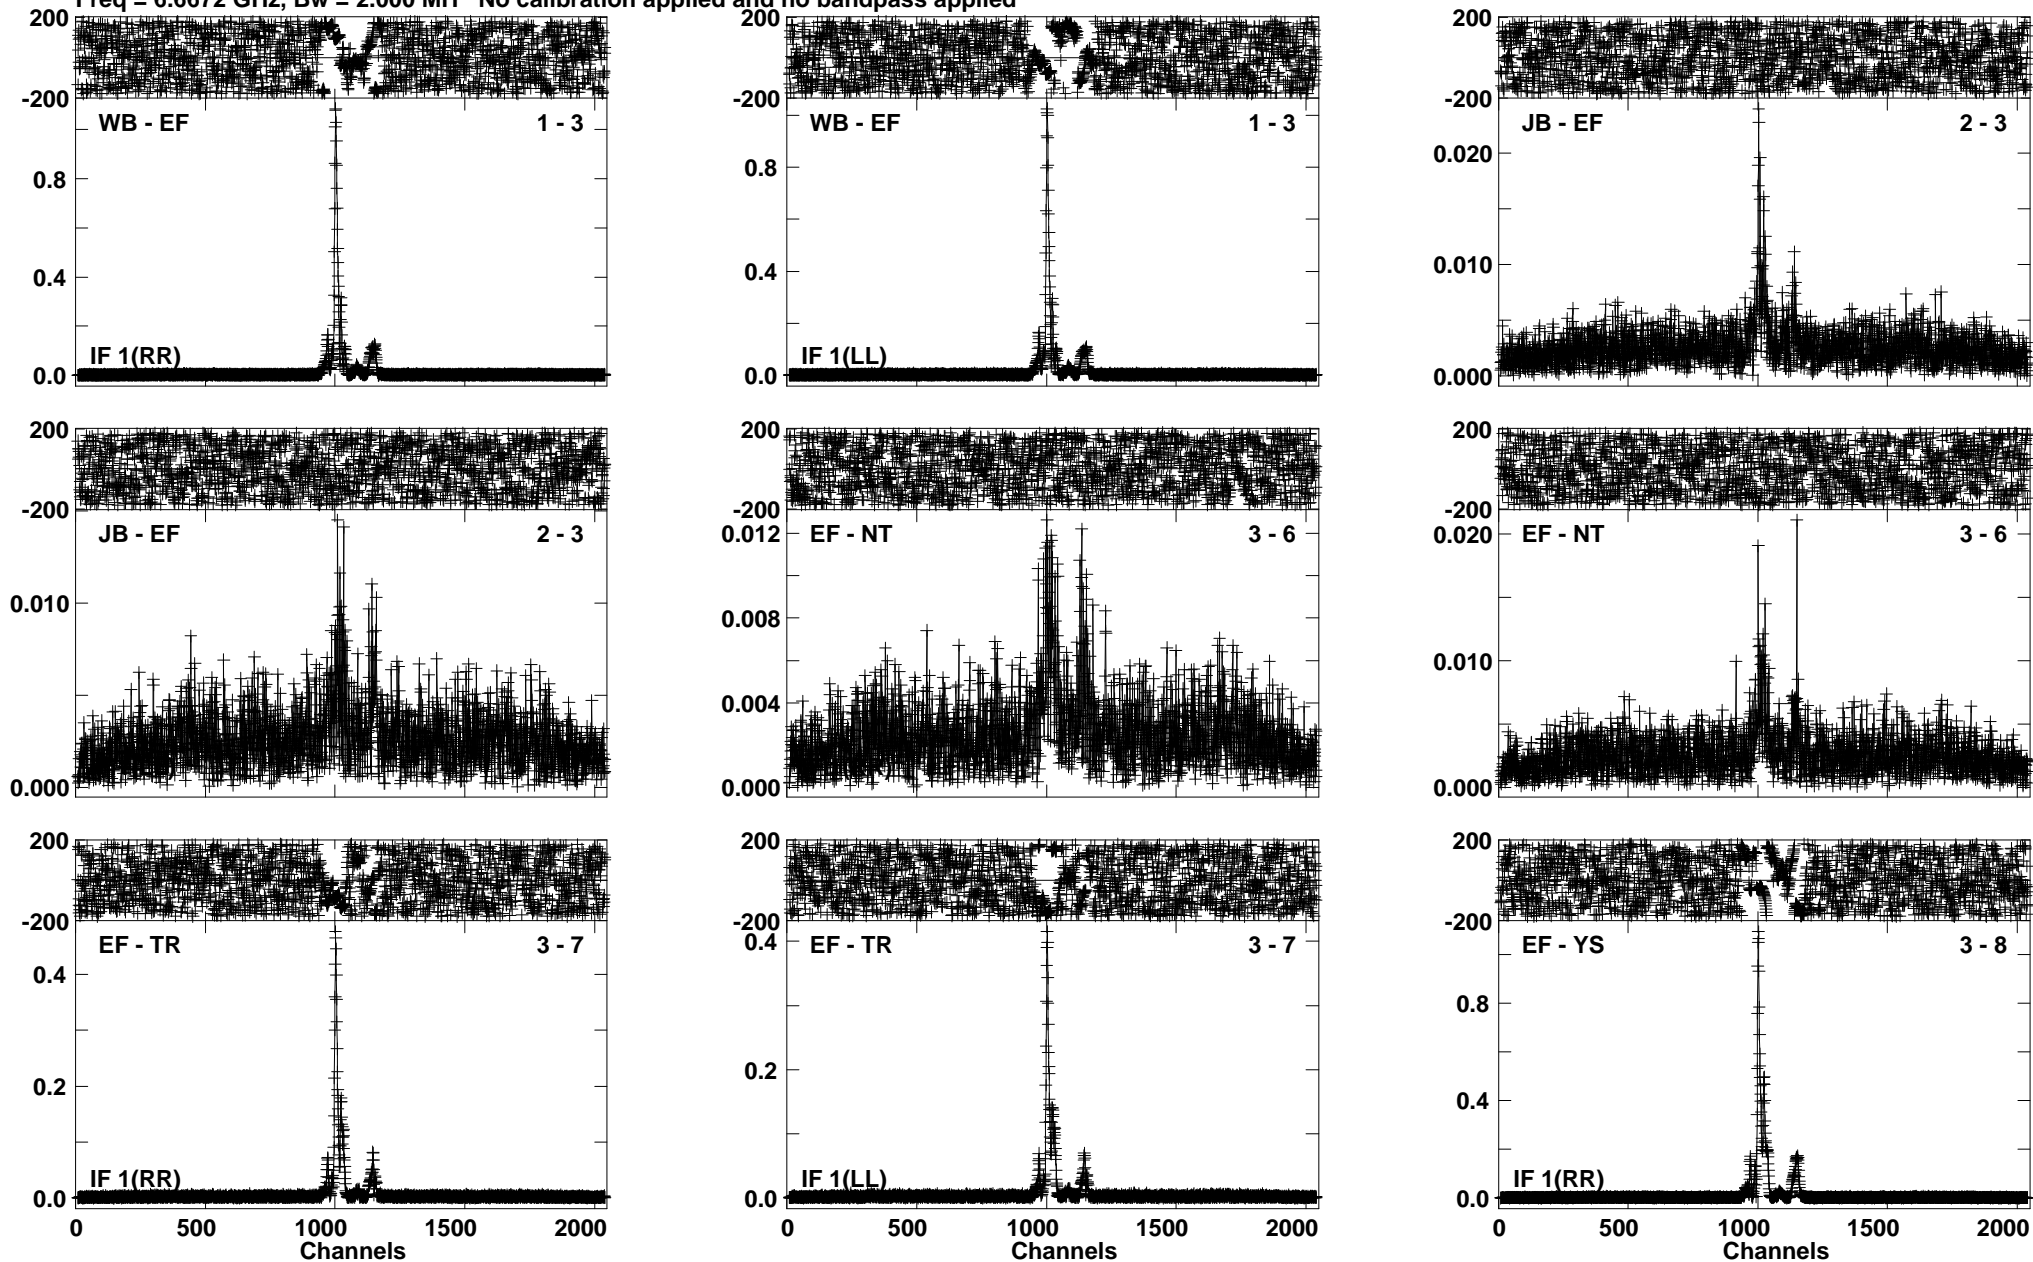 Freq = 6.6672 GHz, Bw = 2.000 MH No calibration applied and no bandpass applied
200
-200
WB - EF 1 - 3
0.8
0.4
0.0
IF 1(RR)
200
-200
WB - EF 1 - 3
0.8
0.4
0.0
IF 1(LL)
200
-200
JB - EF 2 - 3
0.020
0.010
0.000
200
-200
JB - EF 2 - 3
0.010
0.000
200
-200
EF - NT 3 - 6
0.012
0.008
0.004
0.000
200
-200
EF - NT 3 - 6
0.020
0.010
0.000
200
-200
EF - TR 3 - 7
0.4
0.2
0.0
IF 1(RR)
0 500 1000 1500 2000
Channels
200
-200
EF - TR 3 - 7
0.4
0.2
0.0
IF 1(LL)
0 500 1000 1500 2000
Channels
200
-200
EF - YS 3 - 8
0.8
0.4
0.0
IF 1(RR)
0 500 1000 1500 2000
Channels